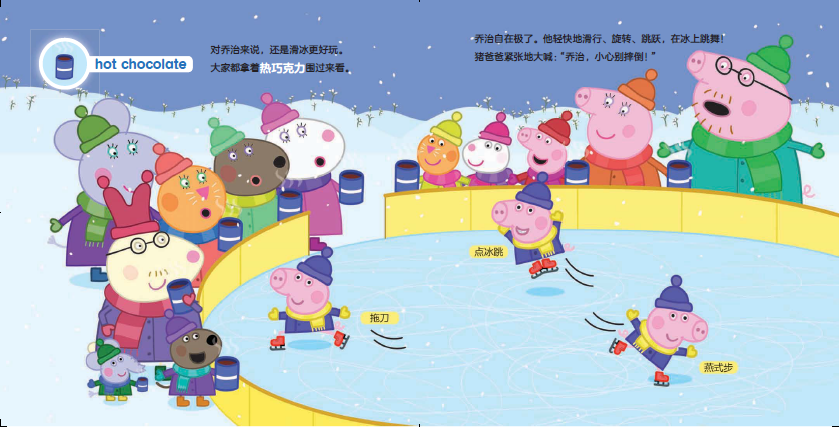 hot chocolate
对乔治来说，还是滑冰更好玩。
大家都拿着热巧克力围过来看。
乔治自在极了。他轻快地滑行、旋转、跳跃，在冰上跳舞！
猪爸爸紧张地大喊：“乔治，小心别摔倒！”
点冰跳
拖刀
燕式步